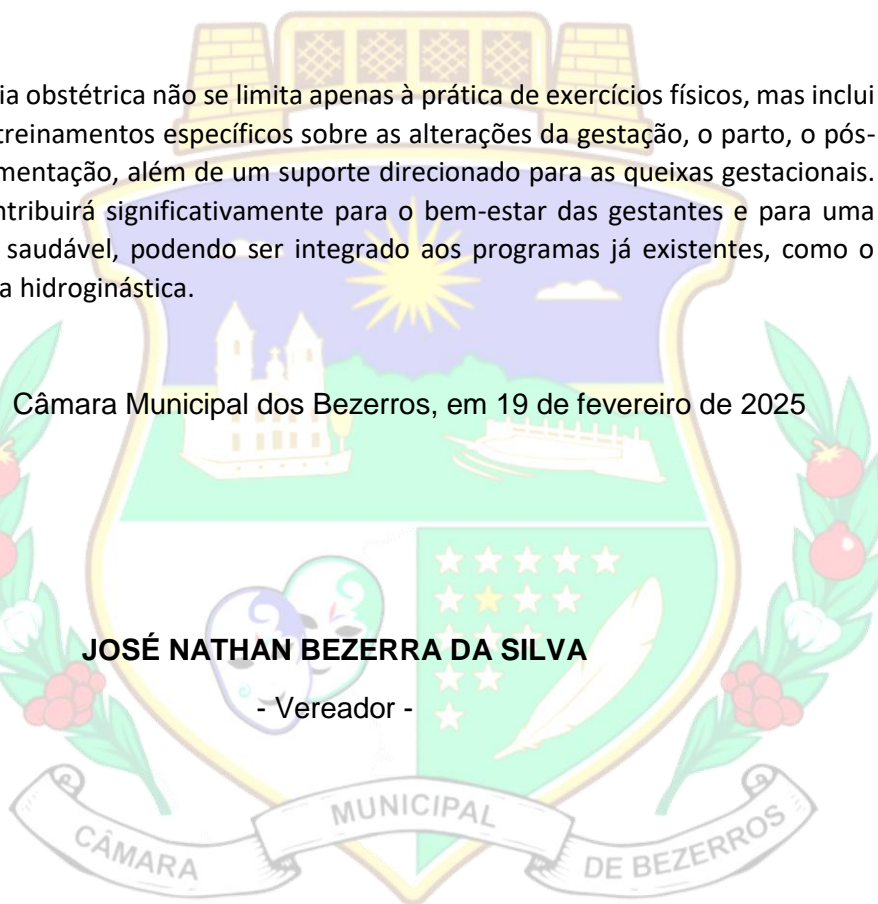 ia obstétrica não se limita apenas à prática de exercícios físicos, mas inclui
treinamentos específicos sobre as alterações da gestação, o parto, o pós-
mentação, além de um suporte direcionado para as queixas gestacionais.
ntribuirá significativamente para o bem-estar das gestantes e para uma
saudável, podendo ser integrado aos programas já existentes, como o
a hidroginástica.
Câmara Municipal dos Bezerros, em 19 de fevereiro de 2025
JOSÉ NATHAN BEZERRA DA SILVA
- Vereador -
CÂMARA MUNICIPAL DE BEZERROS